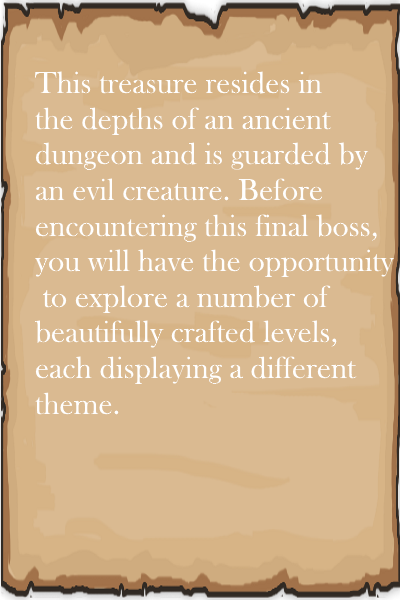 This treasure resides in
the depths of an ancient
dungeon and is guarded by
an evil creature. Before
encountering this final boss,
you will have the opportunity
to explore a number of
beautifully crafted levels,
each displaying a different
theme.